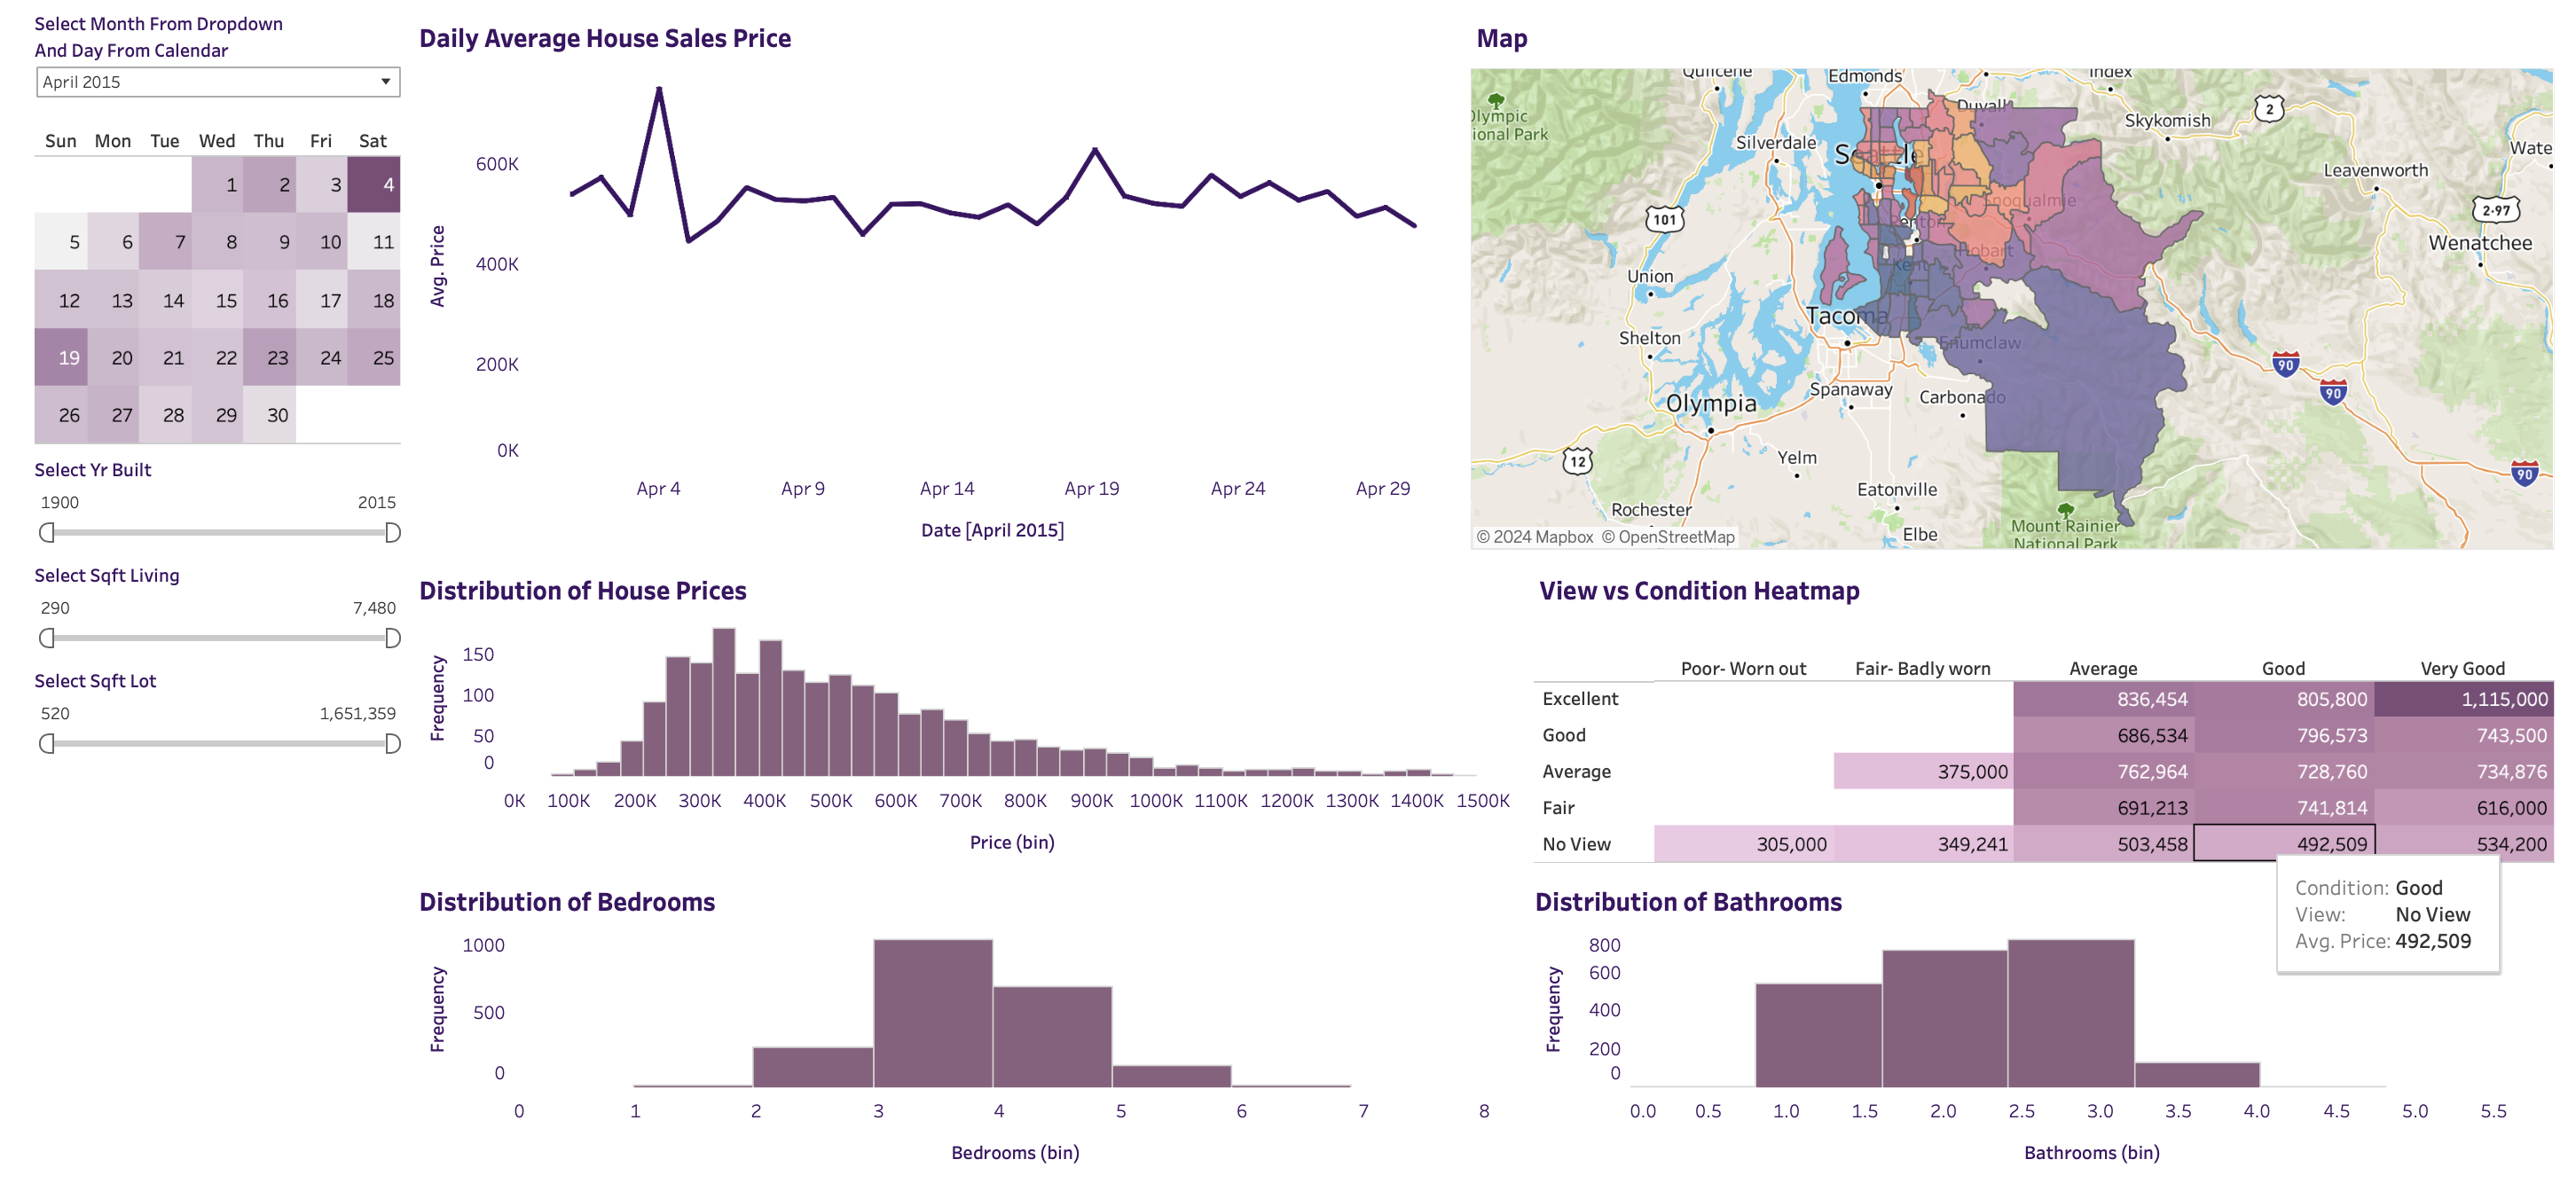 Select Month From Dropdown
And Day From Calendar
April 2015
Sun Mon Tue Wed Thu Fri Sat
1 2 3 4
5 6 7 8 9 10 11
12 13 14 15 16 17 18
19 20 21 22 23 24 25
26 27 28 29 30
Select Yr Built
1900 2015
Select Sqft Living
290 7,480
Select Sqft Lot
520 1,651,359
Daily Average House Sales Price
Avg. Price
600K
400K
200K
0K
Apr 4 Apr 9 Apr 14 Apr 19 Apr 24 Apr 29
Date [April 2015]
Map
Quilcene
Edmonds
Index
Duvall
2
Olympic
ional Park
Skykomish
Silverdale
Seattle
Wate
Leavenworth
Snoqualmie
101
2-97
enton
Wenatchee
Hobart
Kent
Union
Tacoma
Shelton
Enumclaw
90
90
Spanaway
Carbonado
Olympia
12
Yelm
90
Eatonville
Rochester
Mount Rainier
National Park
Elbe
© 2024 Mapbox © OpenStreetMap
Distribution of House Prices
Frequency
150
100
50
0
0K 100K 200K 300K 400K 500K 600K 700K 800K 900K 1000K 1100K 1200K 1300K 1400K 1500K
Price (bin)
View vs Condition Heatmap
Poor- Worn out Fair- Badly worn Average Good Very Good
Excellent 836,454 805,800 1,115,000
Good 686,534 796,573 743,500
Average 375,000 762,964 728,760 734,876
Fair 691,213 741,814 616,000
No View 305,000 349,241 503,458 492,509 534,200
Condition: Good
View: No View
Avg. Price: 492,509
Distribution of Bedrooms
Frequency
1000
500
0
0 1 2 3 4 5 6 7 8
Bedrooms (bin)
Distribution of Bathrooms
Frequency
800
600
400
200
0
0.0 0.5 1.0 1.5 2.0 2.5 3.0 3.5 4.0 4.5 5.0 5.5
Bathrooms (bin)